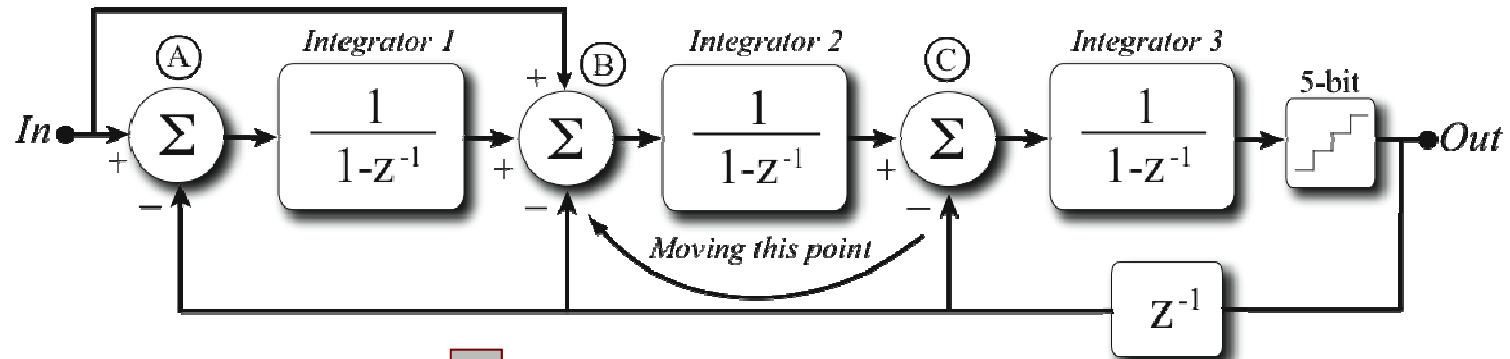 Integrator 1
Integrator 2
Integrator 3
A
B
C
5-bit
In
+
Σ
−
1
1-z⁻¹
+
+
Σ
−
1
1-z⁻¹
+
Σ
−
1
1-z⁻¹
Out
Moving this point
z⁻¹